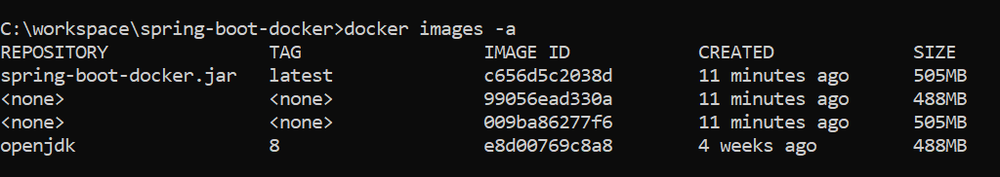 C:\workspace\spring-boot-docker>docker images -a
REPOSITORY TAG IMAGE ID CREATED SIZE
spring-boot-docker.jar latest c656d5c2038d 11 minutes ago 505MB
<none> <none> 99056ead330a 11 minutes ago 488MB
<none> <none> 009ba86277f6 11 minutes ago 505MB
openjdk 8 e8d00769c8a8 4 weeks ago 488MB